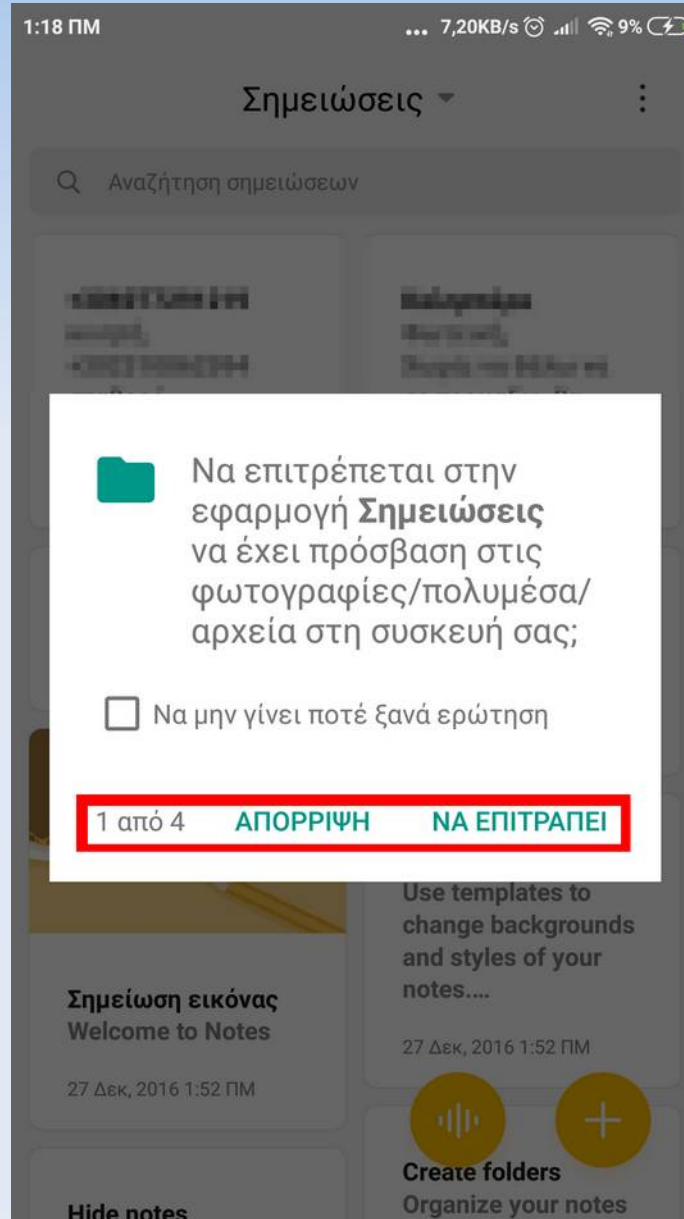 1:18 ΠΜ ... 7,20KB/s 9%
Σημειώσεις
Αναζήτηση σημειώσεων
Να επιτρέπεται στην
εφαρμογή Σημειώσεις
να έχει πρόσβαση στις
φωτογραφίες/πολυμέσα/
αρχεία στη συσκευή σας;
Να μην γίνει ποτέ ξανά ερώτηση
1 από 4 ΑΠΟΡΡΙΨΗ ΝΑ ΕΠΙΤΡΑΠΕΙ
Σημείωση εικόνας
Welcome to Notes
27 Δεκ, 2016 1:52 ΠΜ
Hide notes
Use templates to
change backgrounds
and styles of your
notes....
27 Δεκ, 2016 1:52 ΠΜ
Create folders
Organize your notes